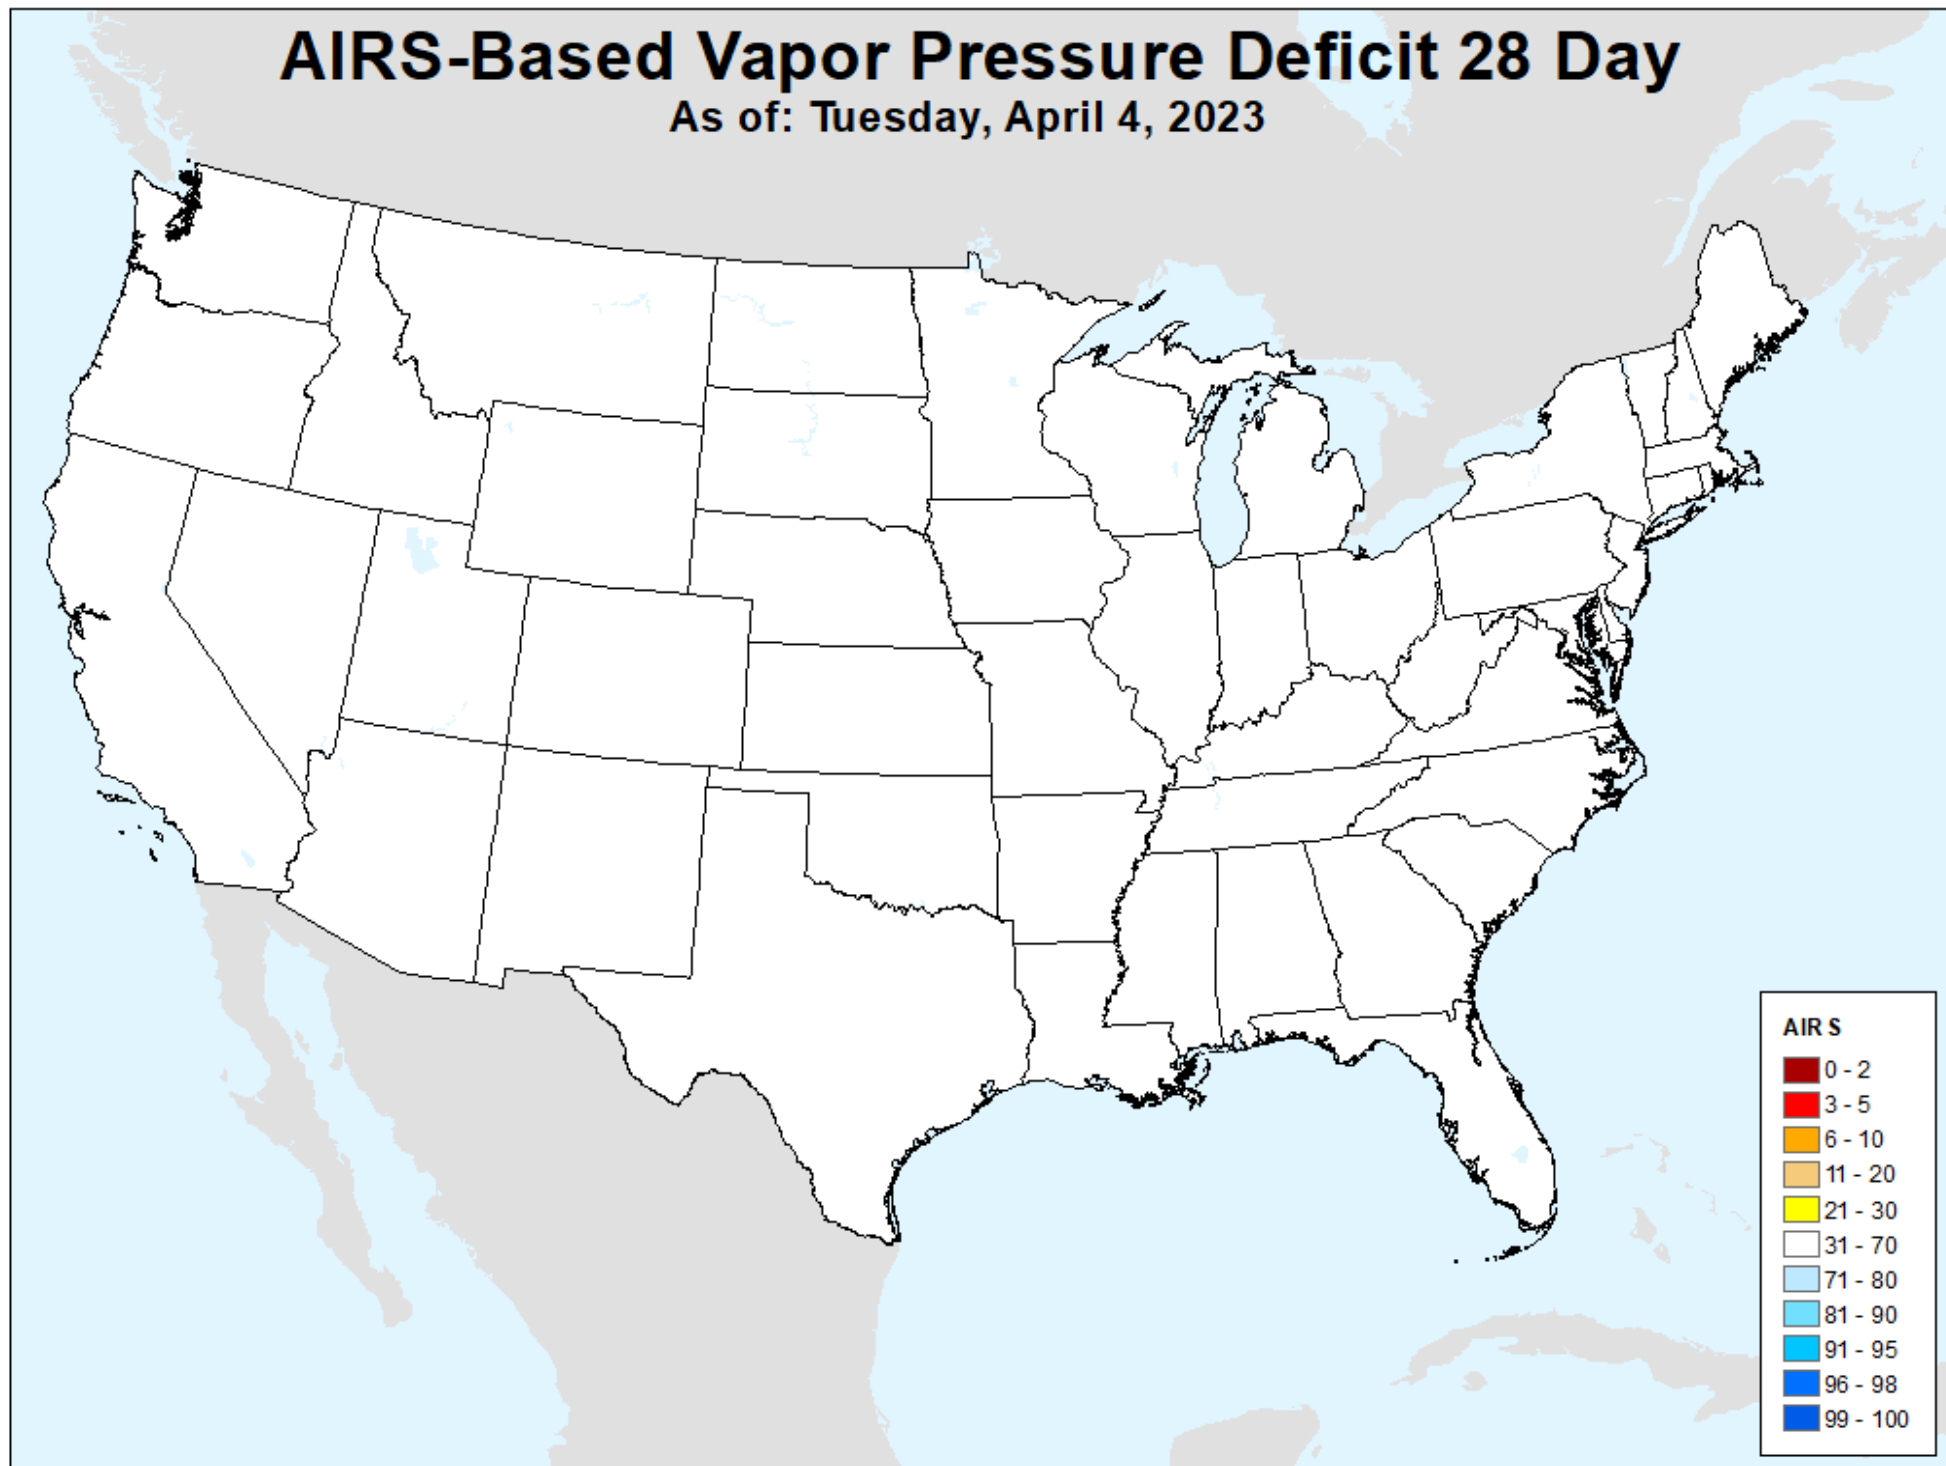 AIRS-Based Vapor Pressure Deficit 28 Day
As of: Tuesday, April 4, 2023
AIRS
0 - 2
3 - 5
6 - 10
11 - 20
21 - 30
31 - 70
71 - 80
81 - 90
91 - 95
96 - 98
99 - 100